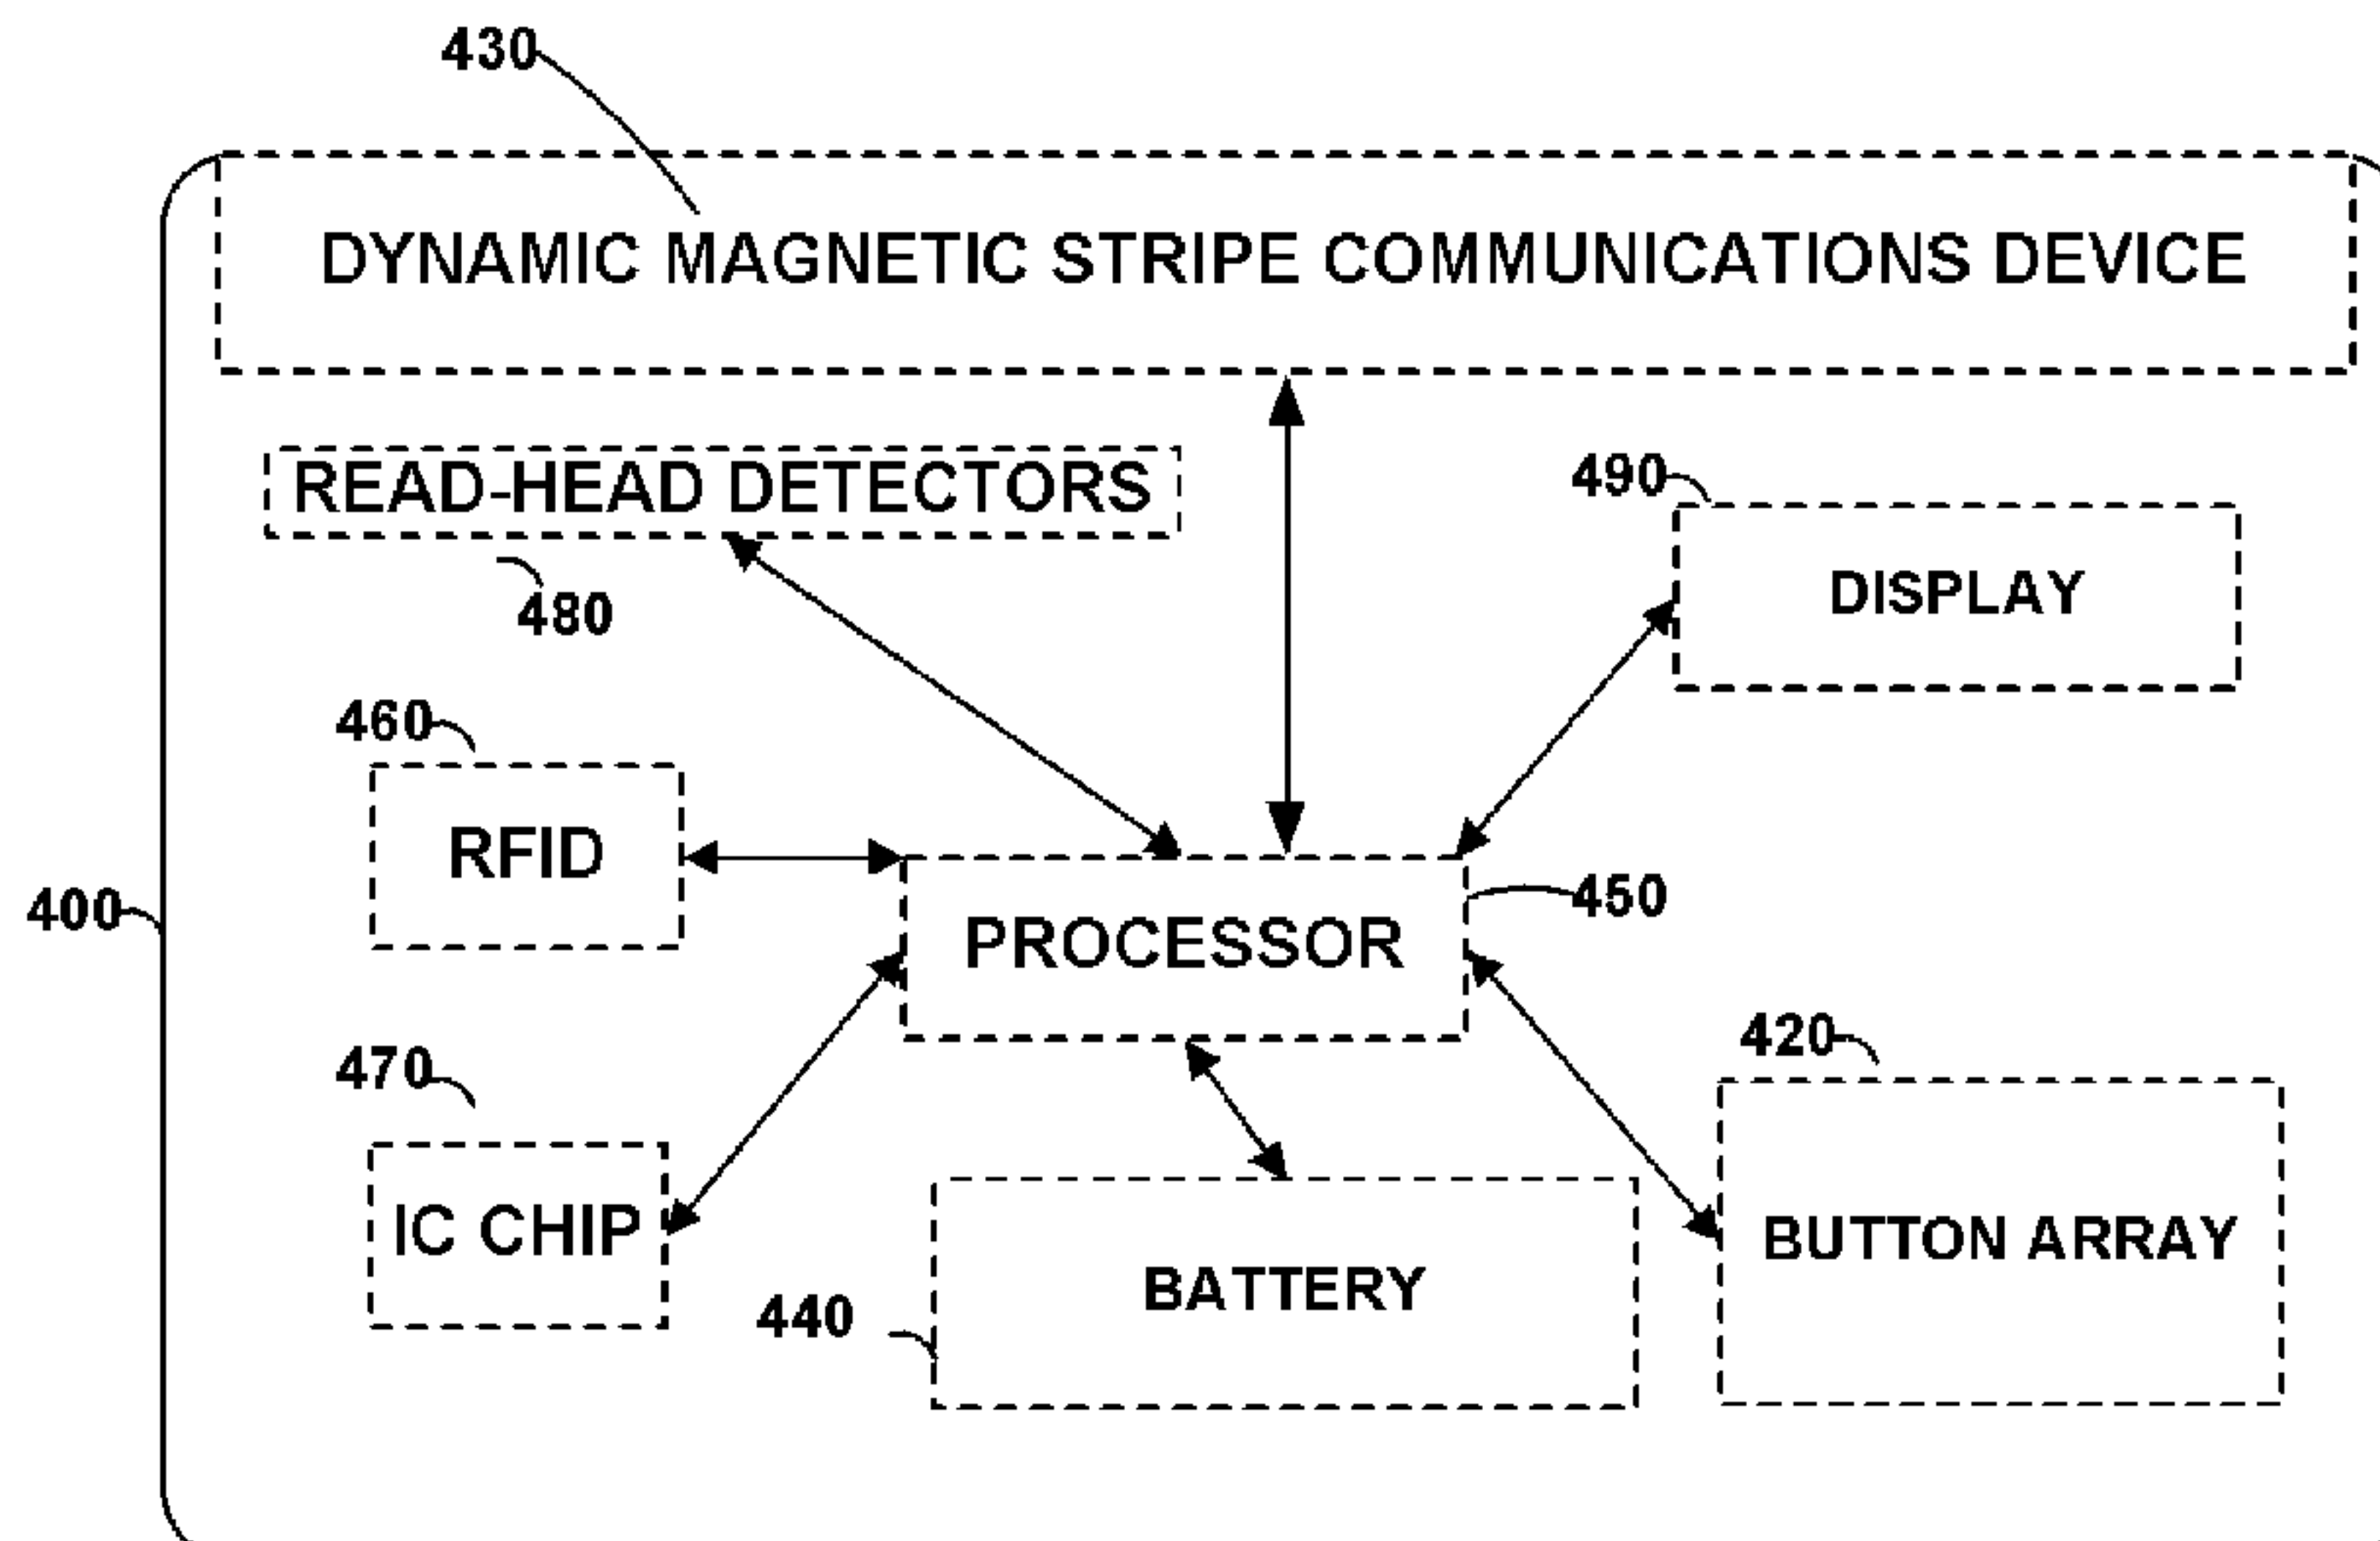 430
DYNAMIC MAGNETIC STRIPE COMMUNICATIONS DEVICE
READ-HEAD DETECTORS
490
DISPLAY
480
460
RFID
400
450
PROCESSOR
420
470
IC CHIP
BUTTON ARRAY
440
BATTERY